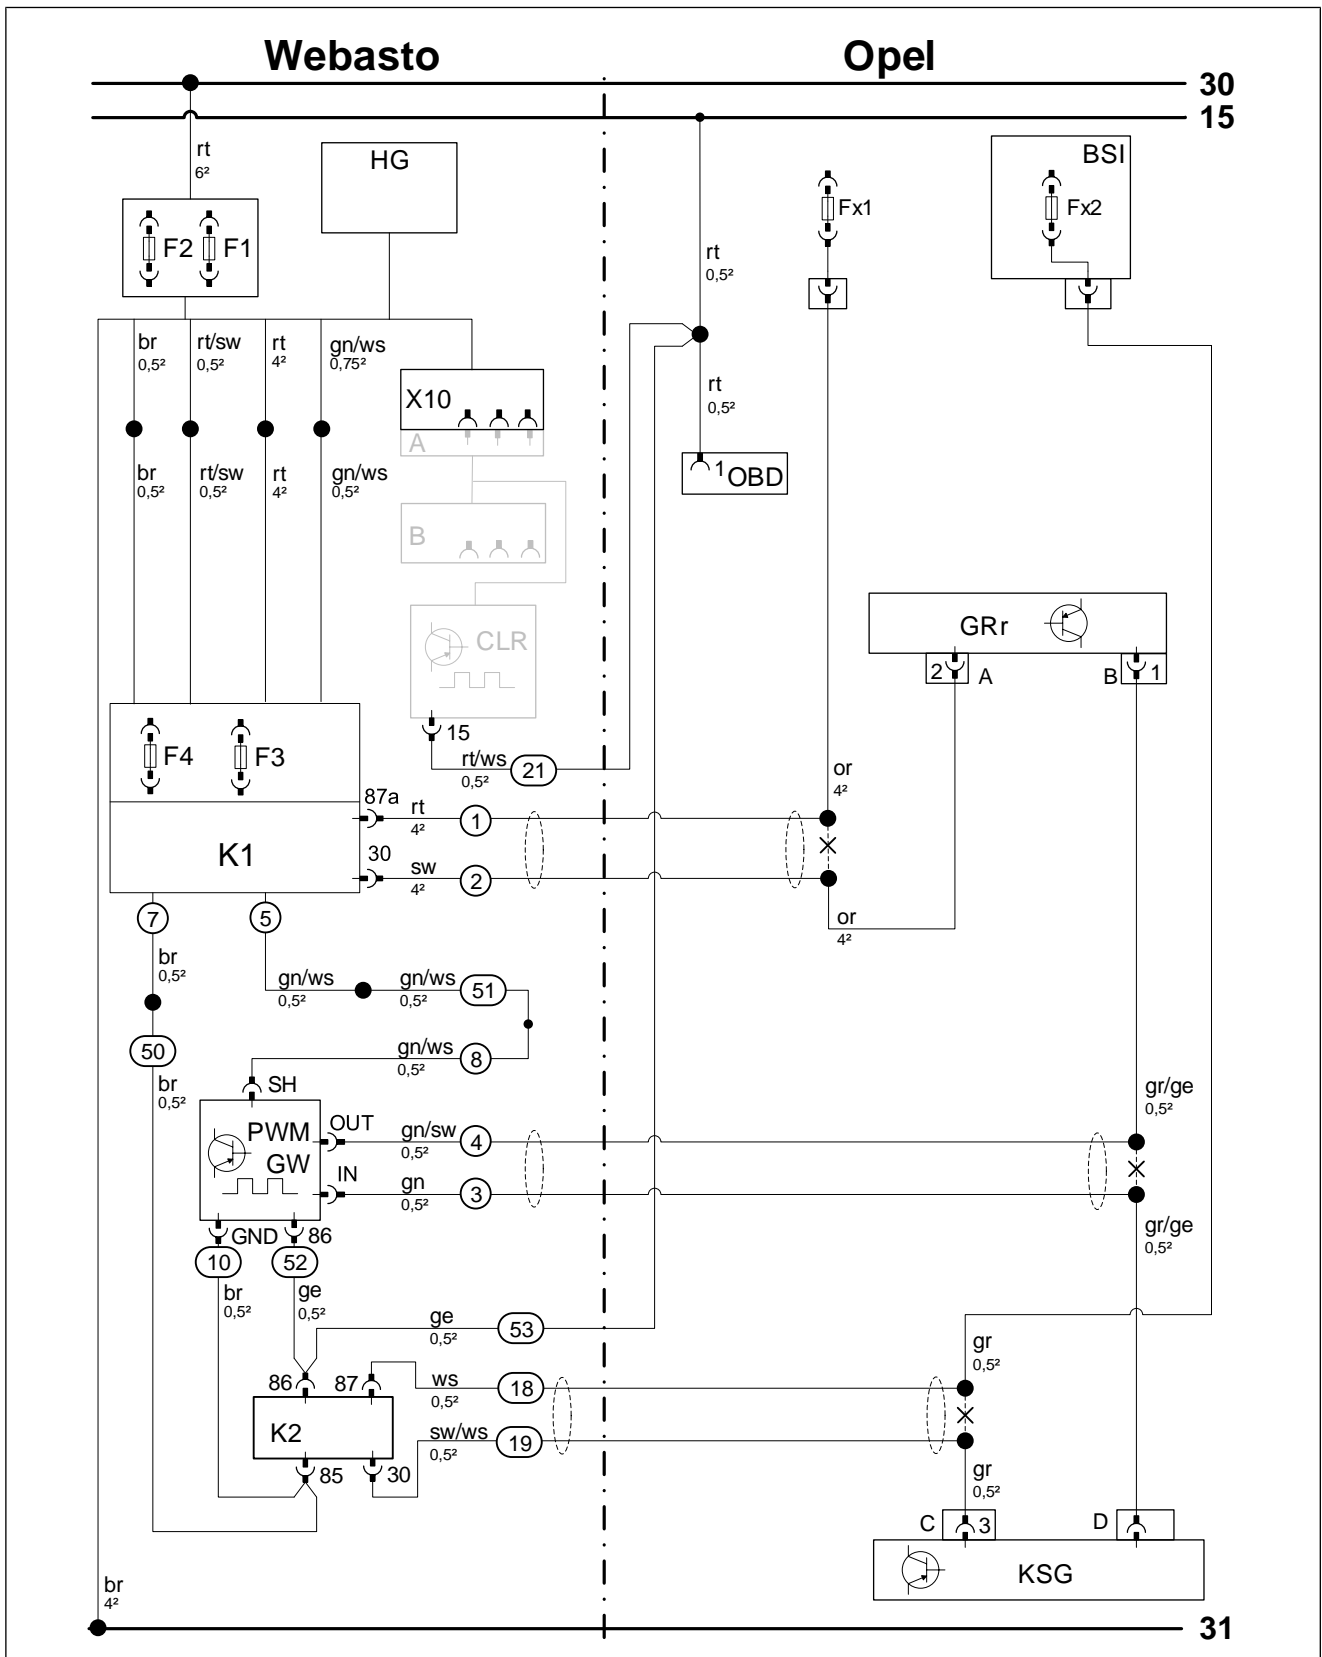 Webasto Opel
30
15
rt
6²
HG
BSI
Fx1
Fx2
F2 F1
rt
0,5²
br
0,5²
rt/sw
0,5²
rt
4²
gn/ws
0,75²
X10
A
rt
0,5²
br
0,5²
rt/sw
0,5²
rt
4²
gn/ws
0,5²
1 OBD
B
CLR
GRr
2 A
B 1
15
rt/ws
0,5²
21
F4 F3
87a
rt
4²
1
or
4²
K1
30
sw
4²
2
or
4²
7
5
br
0,5²
gn/ws
0,5²
gn/ws
0,5²
51
50
gn/ws
0,5²
8
br
0,5²
SH
gr/ge
0,5²
PWM
GW
OUT
gn/sw
0,5²
4
IN
gn
0,5²
3
gr/ge
0,5²
GND 86
10
52
br
0,5²
ge
0,5²
ge
0,5²
53
gr
0,5²
86 87
ws
0,5²
18
K2
sw/ws
0,5²
19
85 30
gr
0,5²
C 3
D
KSG
br
4²
31